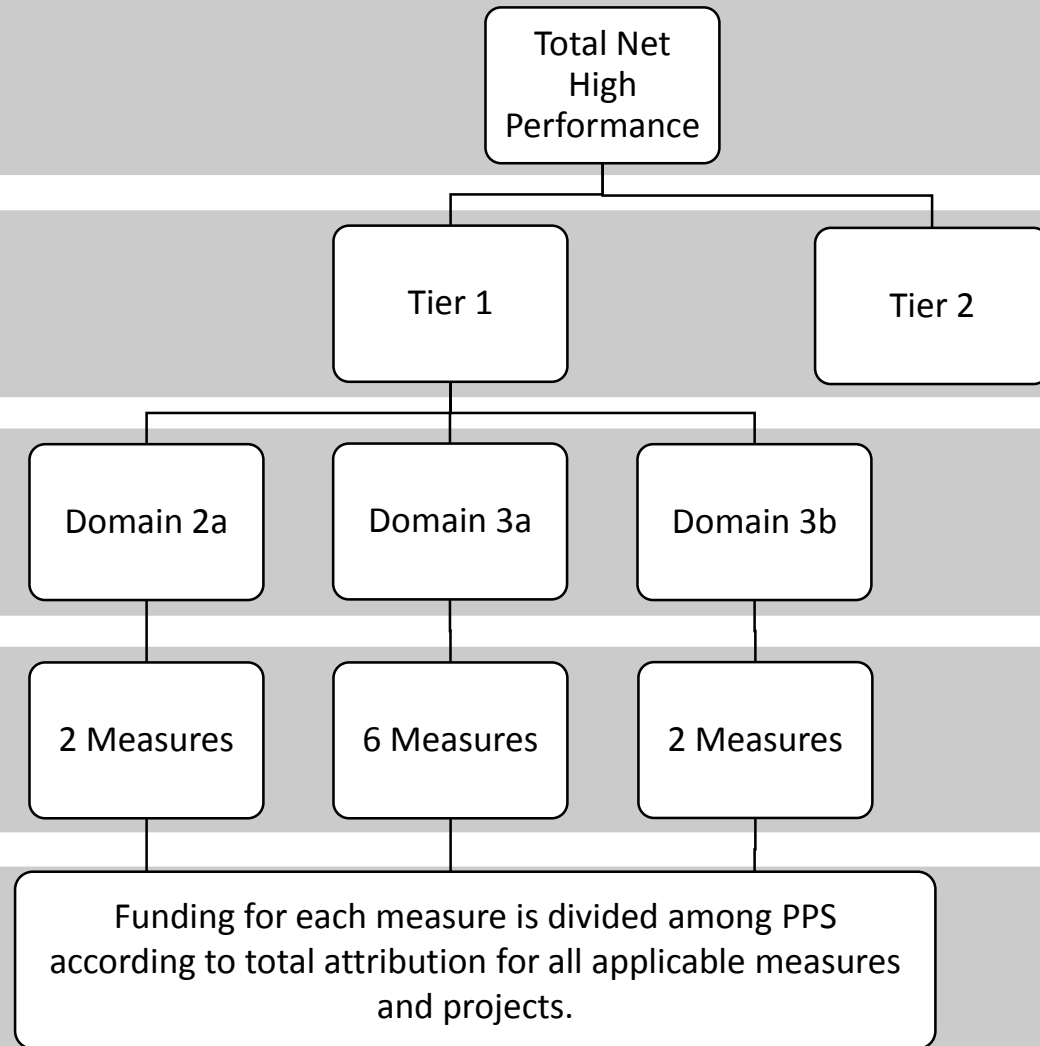 Total Net
High
Performance
Tier 1
Tier 2
Domain 2a
Domain 3a
Domain 3b
2 Measures
6 Measures
2 Measures
Funding for each measure is divided among PPS
according to total attribution for all applicable measures
and projects.